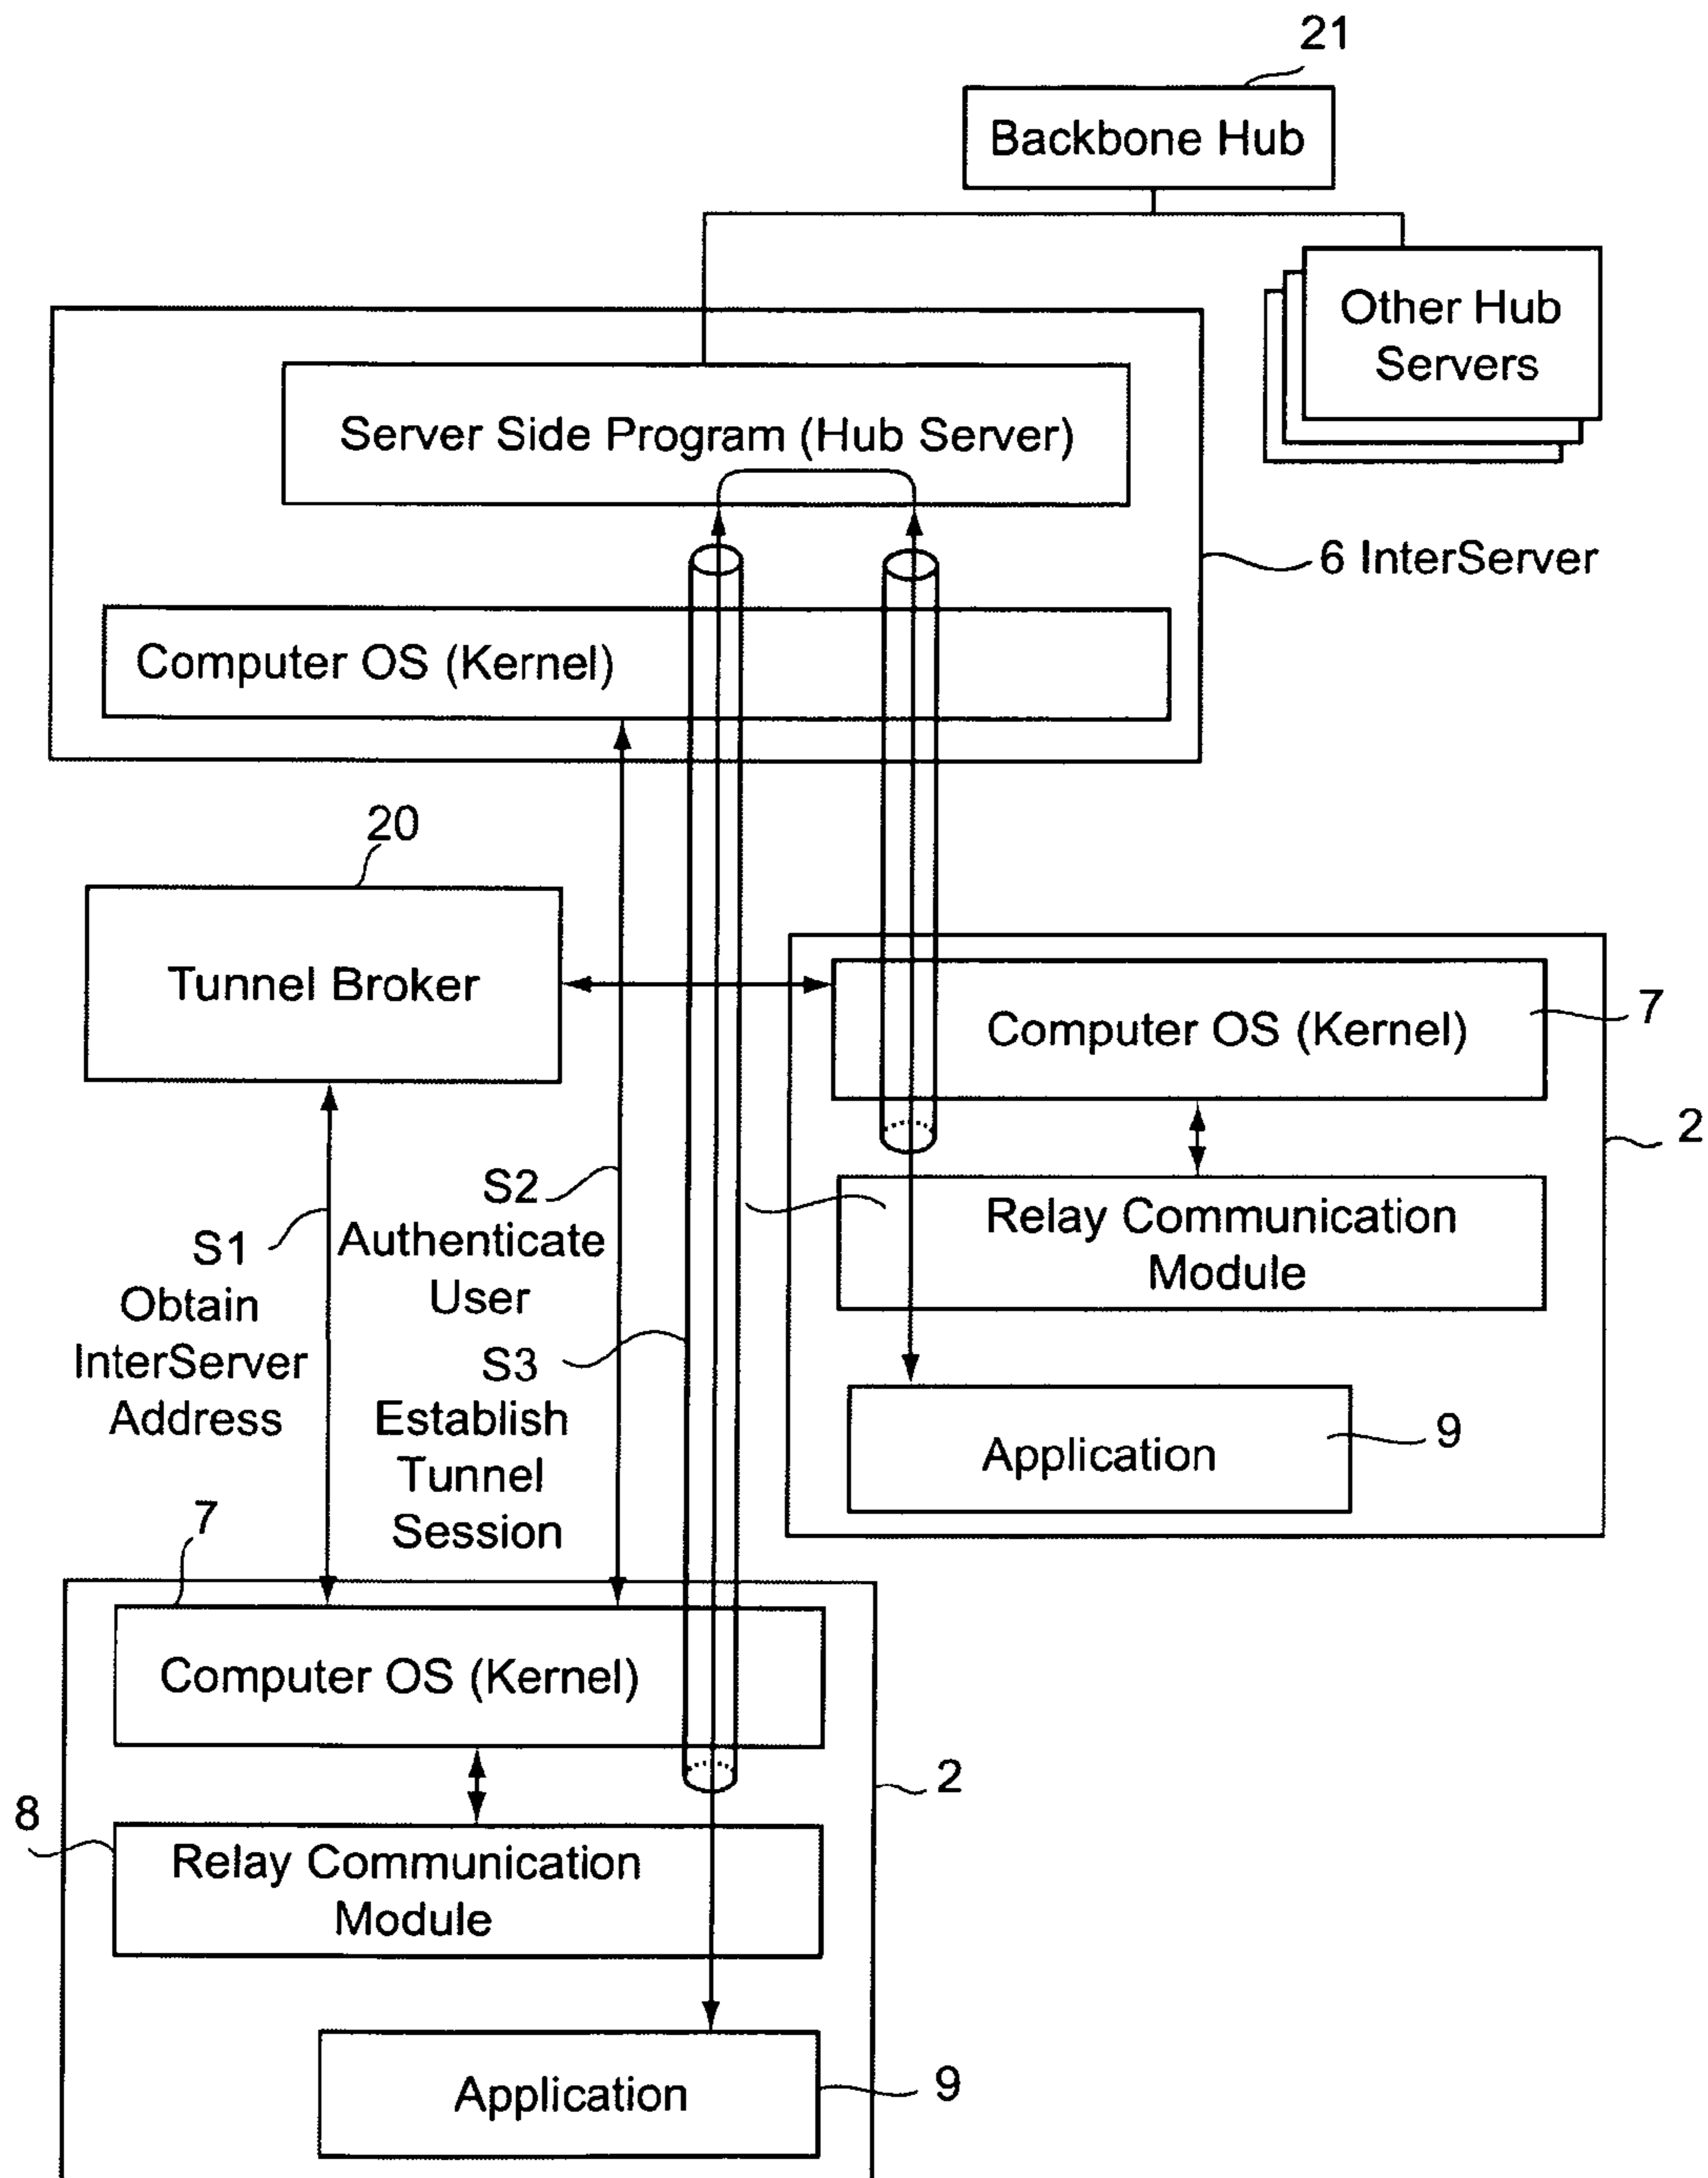 21
Backbone Hub
Other Hub
Servers
Server Side Program (Hub Server)
6 InterServer
Computer OS (Kernel)
20
Tunnel Broker
Computer OS (Kernel)
7
2
S1
Obtain
InterServer
Address
S2
Authenticate
User
S3
Establish
Tunnel
Session
Relay Communication
Module
Application
9
7
Computer OS (Kernel)
2
8
Relay Communication
Module
Application
9